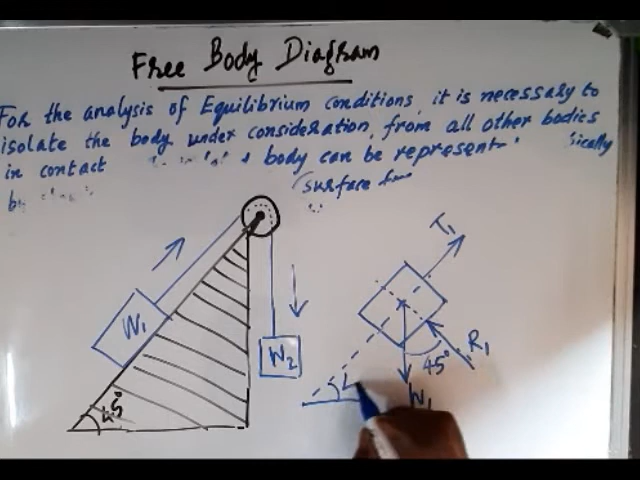 Free Body Diagram
For the analysis of Equilibrium conditions, it is necessary to
isolate the body under consideration, from all other bodies
in contact body can be represent
(surface
W1
W2
45°
T1
R1
45°
W1